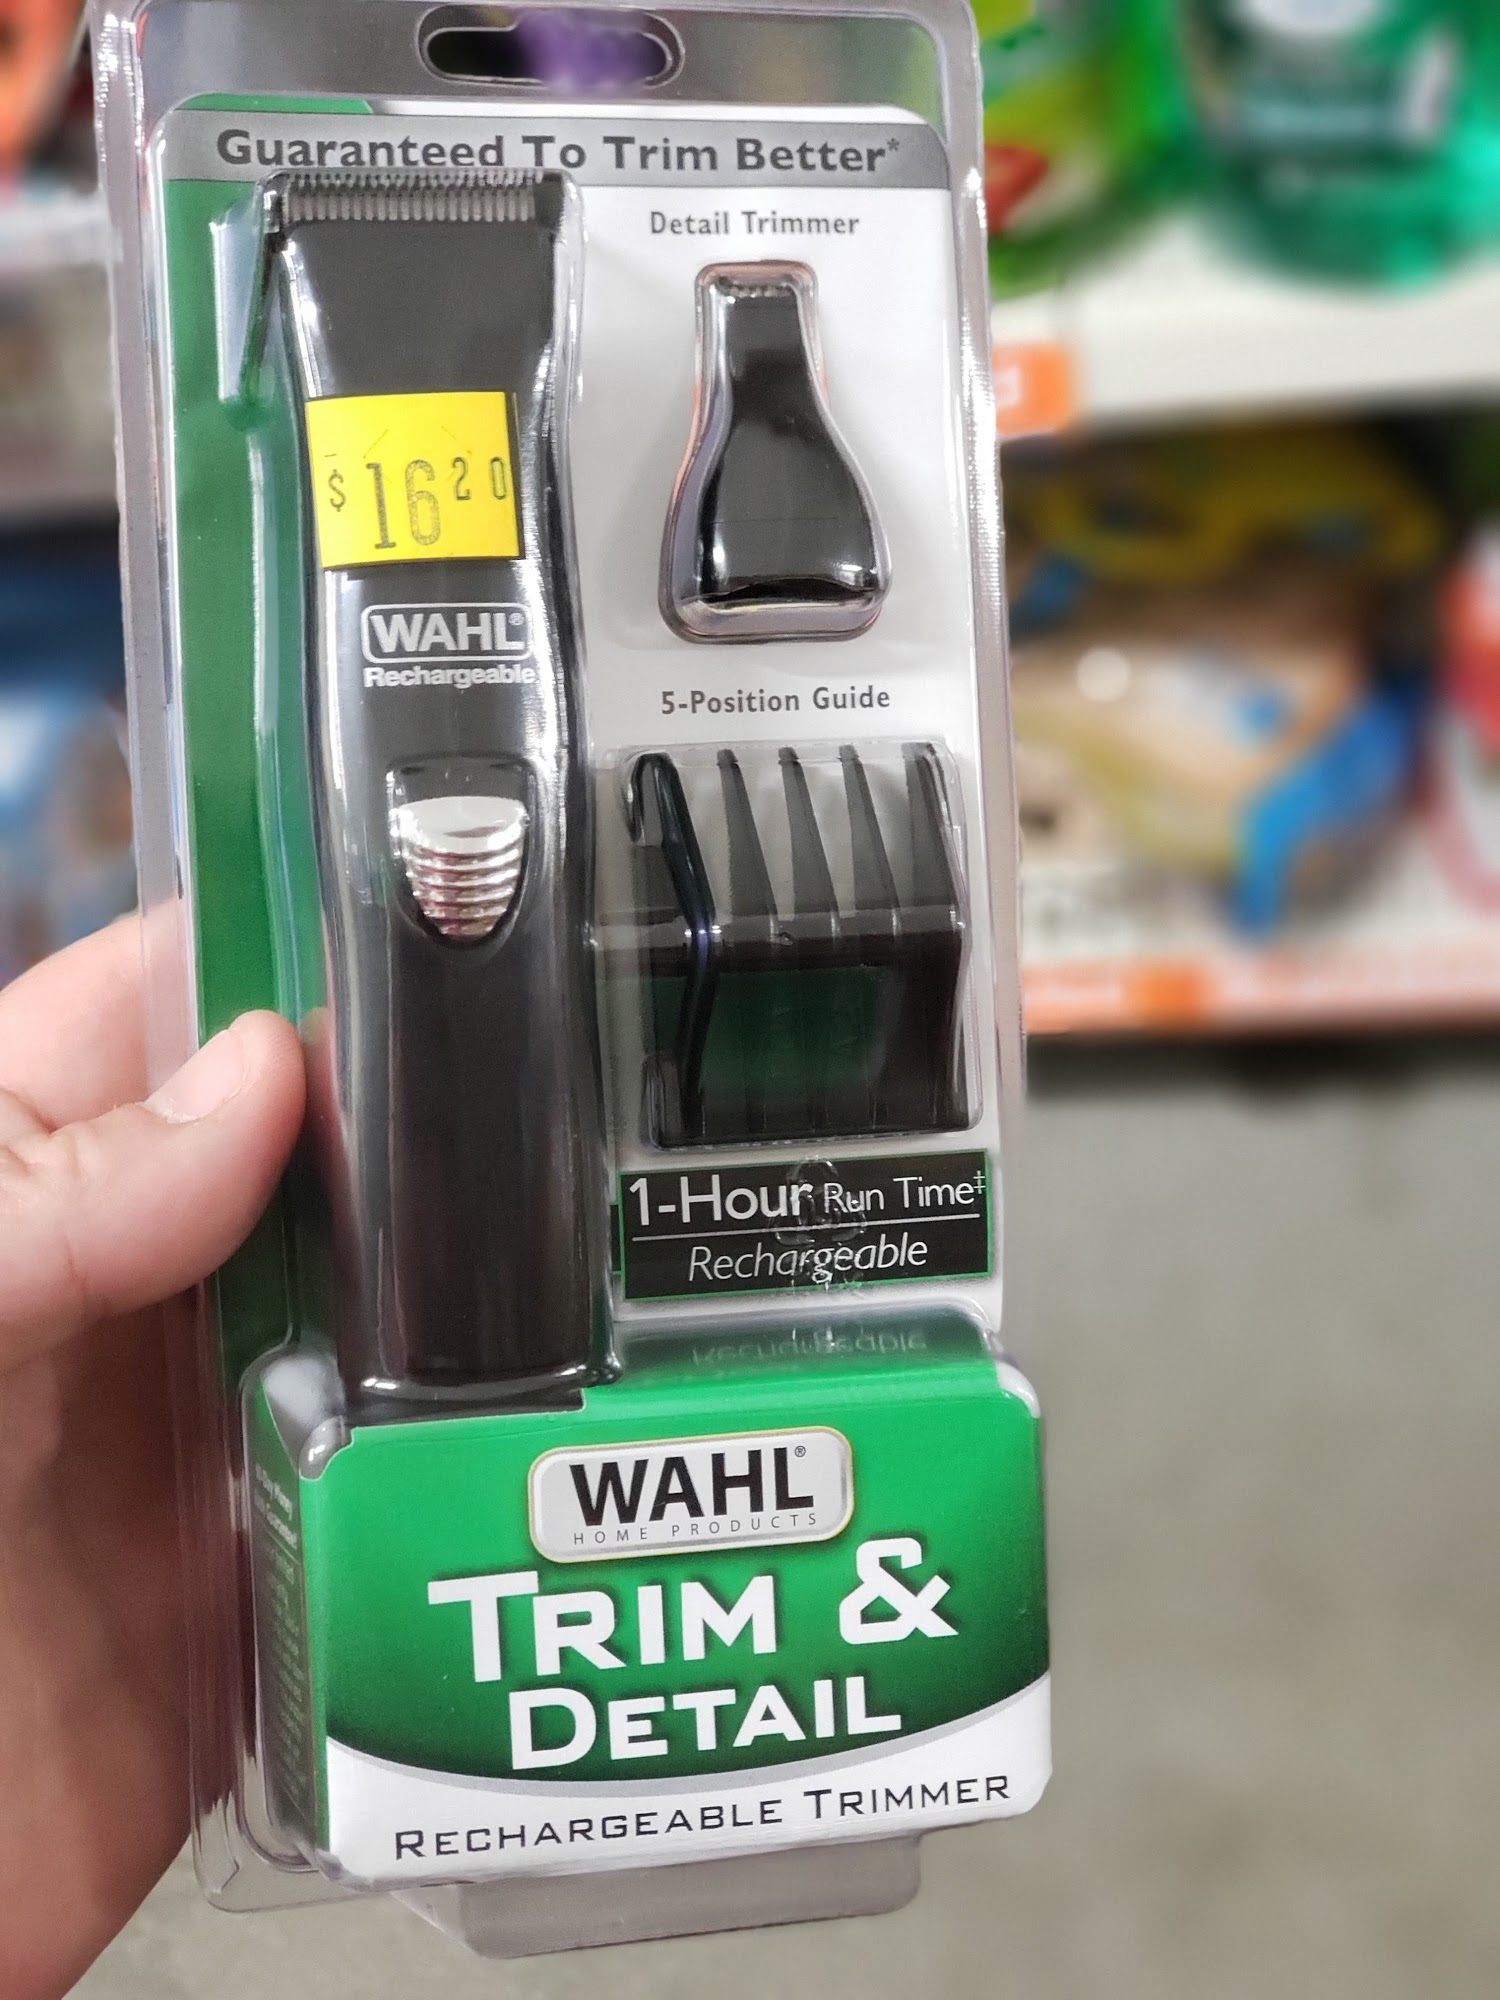 Guaranteed To Trim Better*
Detail Trimmer
$16 20
WAHL®
Rechargeable
5-Position Guide
1-Hour Run Time‡
Rechargeable
WAHL®
HOME PRODUCTS
TRIM &
DETAIL
RECHARGEABLE TRIMMER